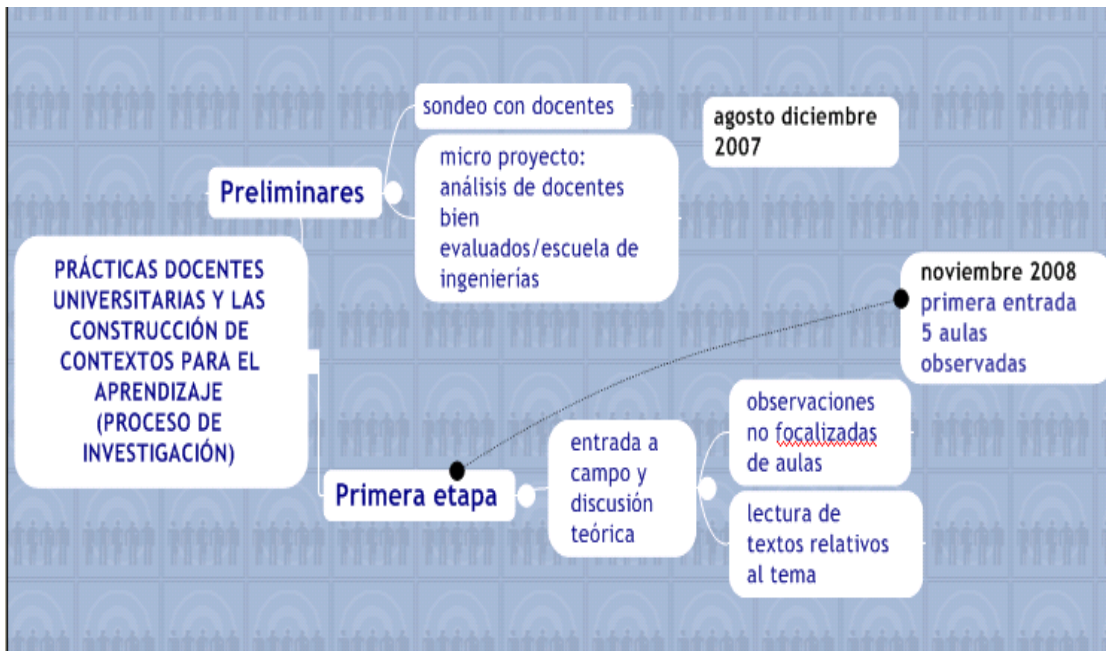 Preliminares
sondeo con docentes
micro proyecto:
análisis de docentes
bien
evaluados/escuela de
ingenierías
agosto diciembre
2007
PRÁCTICAS DOCENTES
UNIVERSITARIAS Y LAS
CONSTRUCCIÓN DE
CONTEXTOS PARA EL
APRENDIZAJE
(PROCESO DE
INVESTIGACIÓN)
Primera etapa
entrada a
campo y
discusión
teórica
observaciones
no focalizadas
de aulas
lectura de
textos relativos
al tema
noviembre 2008
primera entrada
5 aulas
observadas